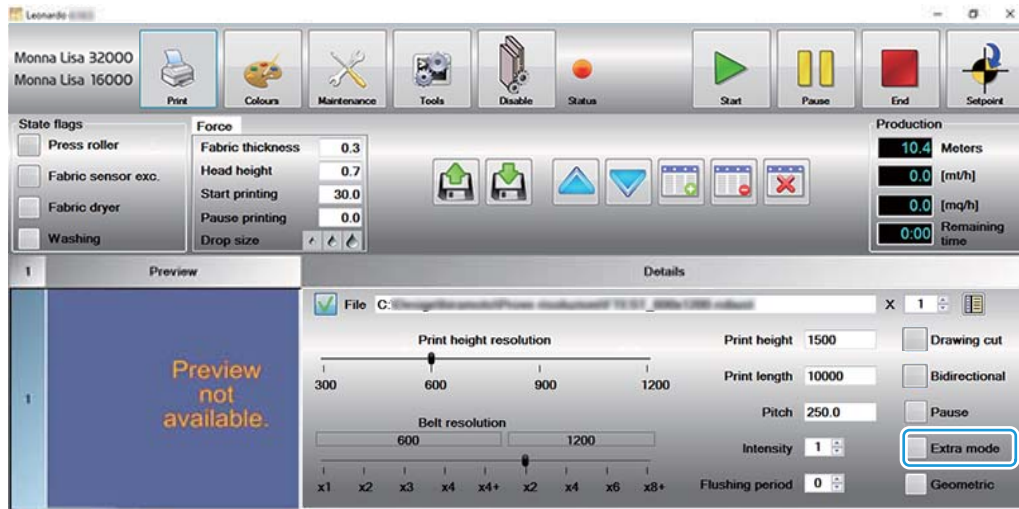 Leonardo
Monna Lisa 32000
Monna Lisa 16000
Print
Colours
Maintenance
Tools
Disable
Status
Start
Pause
End
Setpoint
State flags
Press roller
Fabric sensor exc.
Fabric dryer
Washing
Force
Fabric thickness 0.3
Head height 0.7
Start printing 30.0
Pause printing 0.0
Drop size
Production
10.4 Meters
0.0 [mt/h]
0.0 [mq/h]
0:00 Remaining time
1 Preview Details
1
Preview
not
available.
File C:
X 1
Print height resolution
300 600 900 1200
Belt resolution
600 1200
x1 x2 x3 x4 x4+ x2 x4 x6 x8+
Print height 1500
Print length 10000
Pitch 250.0
Intensity 1
Flushing period 0
Drawing cut
Bidirectional
Pause
Extra mode
Geometric